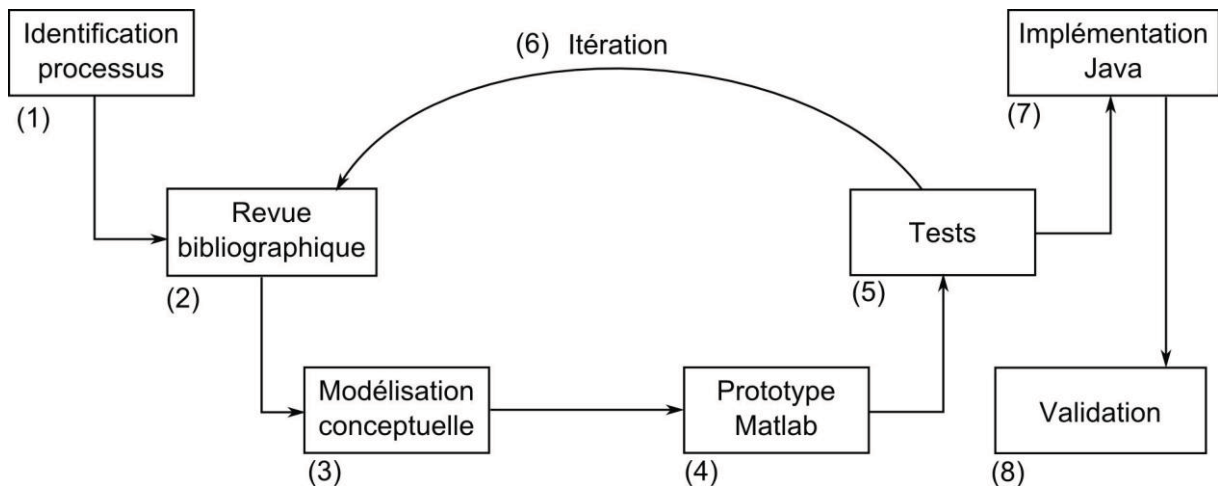 Identification
processus
(1)
(6) Itération
Implémentation
Java
(7)
Revue
bibliographique
(2)
Tests
(5)
Modélisation
conceptuelle
(3)
Prototype
Matlab
(4)
Validation
(8)